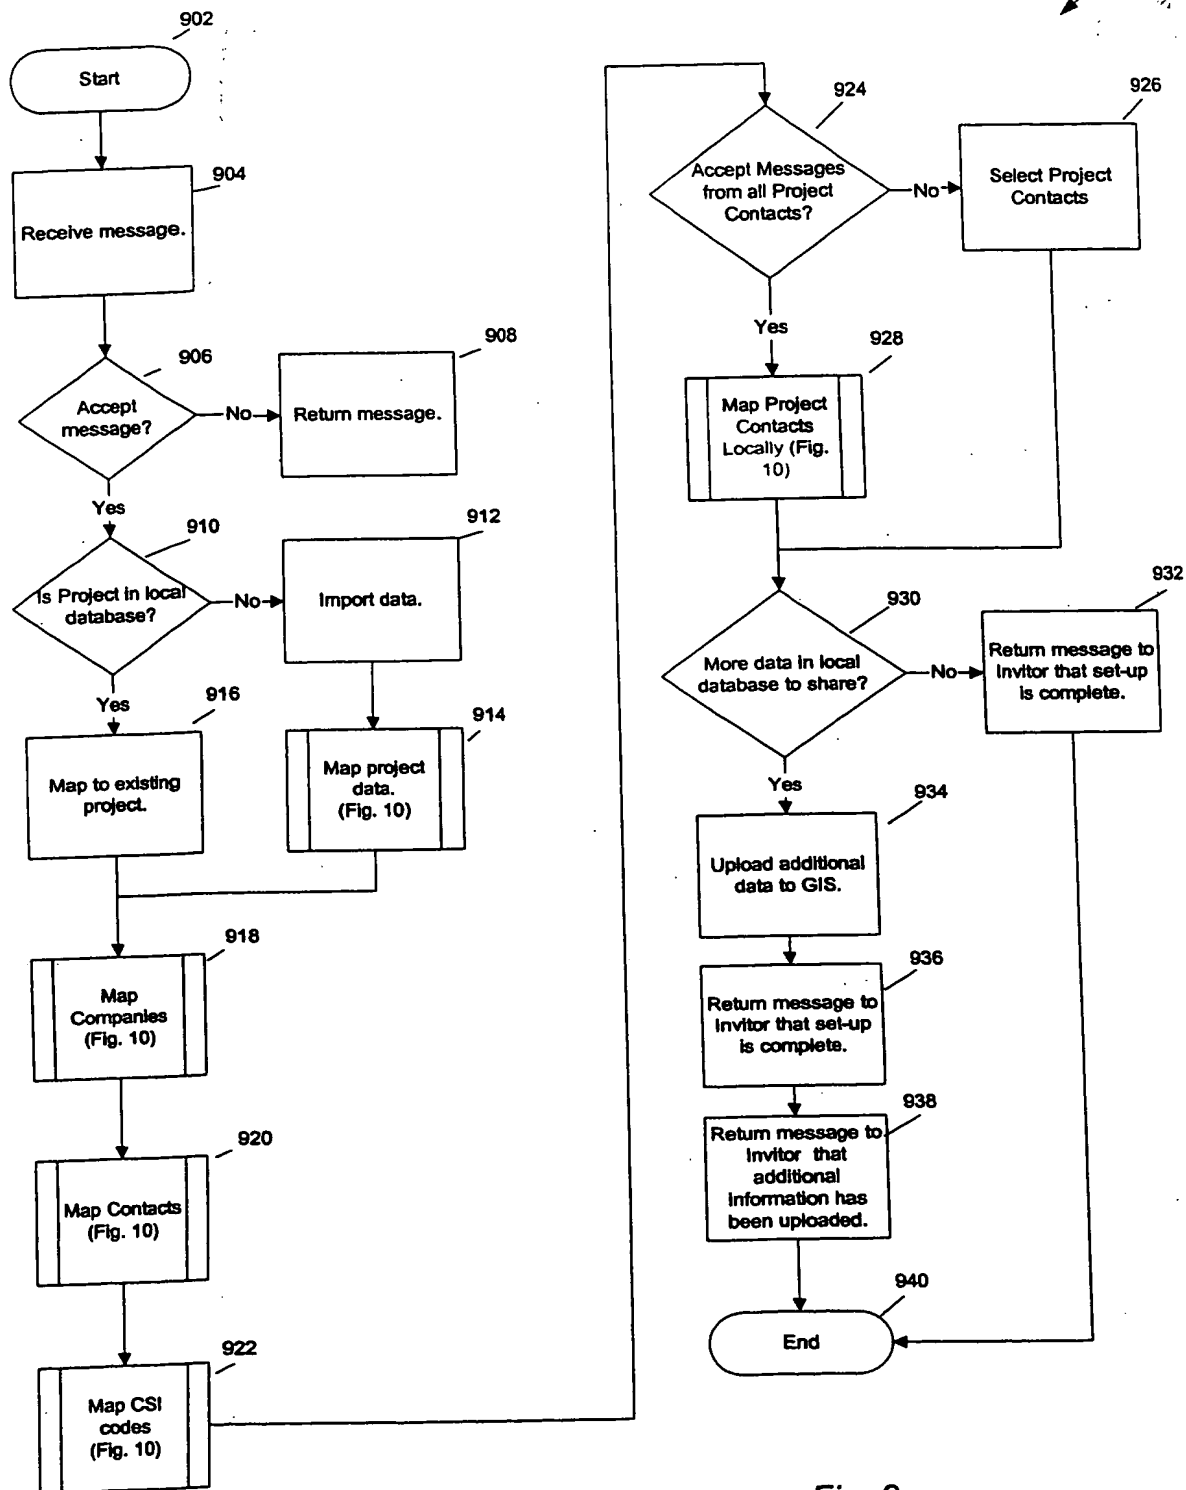 902
Start
904
Receive message.
906
Accept
message?
No
908
Return message.
Yes
910
Is Project in local
database?
No
912
Import data.
Yes
916
Map to existing
project.
914
Map project
data.
(Fig. 10)
918
Map
Companies
(Fig. 10)
920
Map Contacts
(Fig. 10)
922
Map CSI
codes
(Fig. 10)
924
Accept Messages
from all Project
Contacts?
No
926
Select Project
Contacts
Yes
928
Map Project
Contacts
Locally (Fig.
10)
930
More data in local
database to share?
No
932
Return message to
Invitor that set-up
is complete.
Yes
934
Upload additional
data to GIS.
936
Return message to
Invitor that set-up
is complete.
938
Return message to
Invitor that
additional
Information has
been uploaded.
940
End